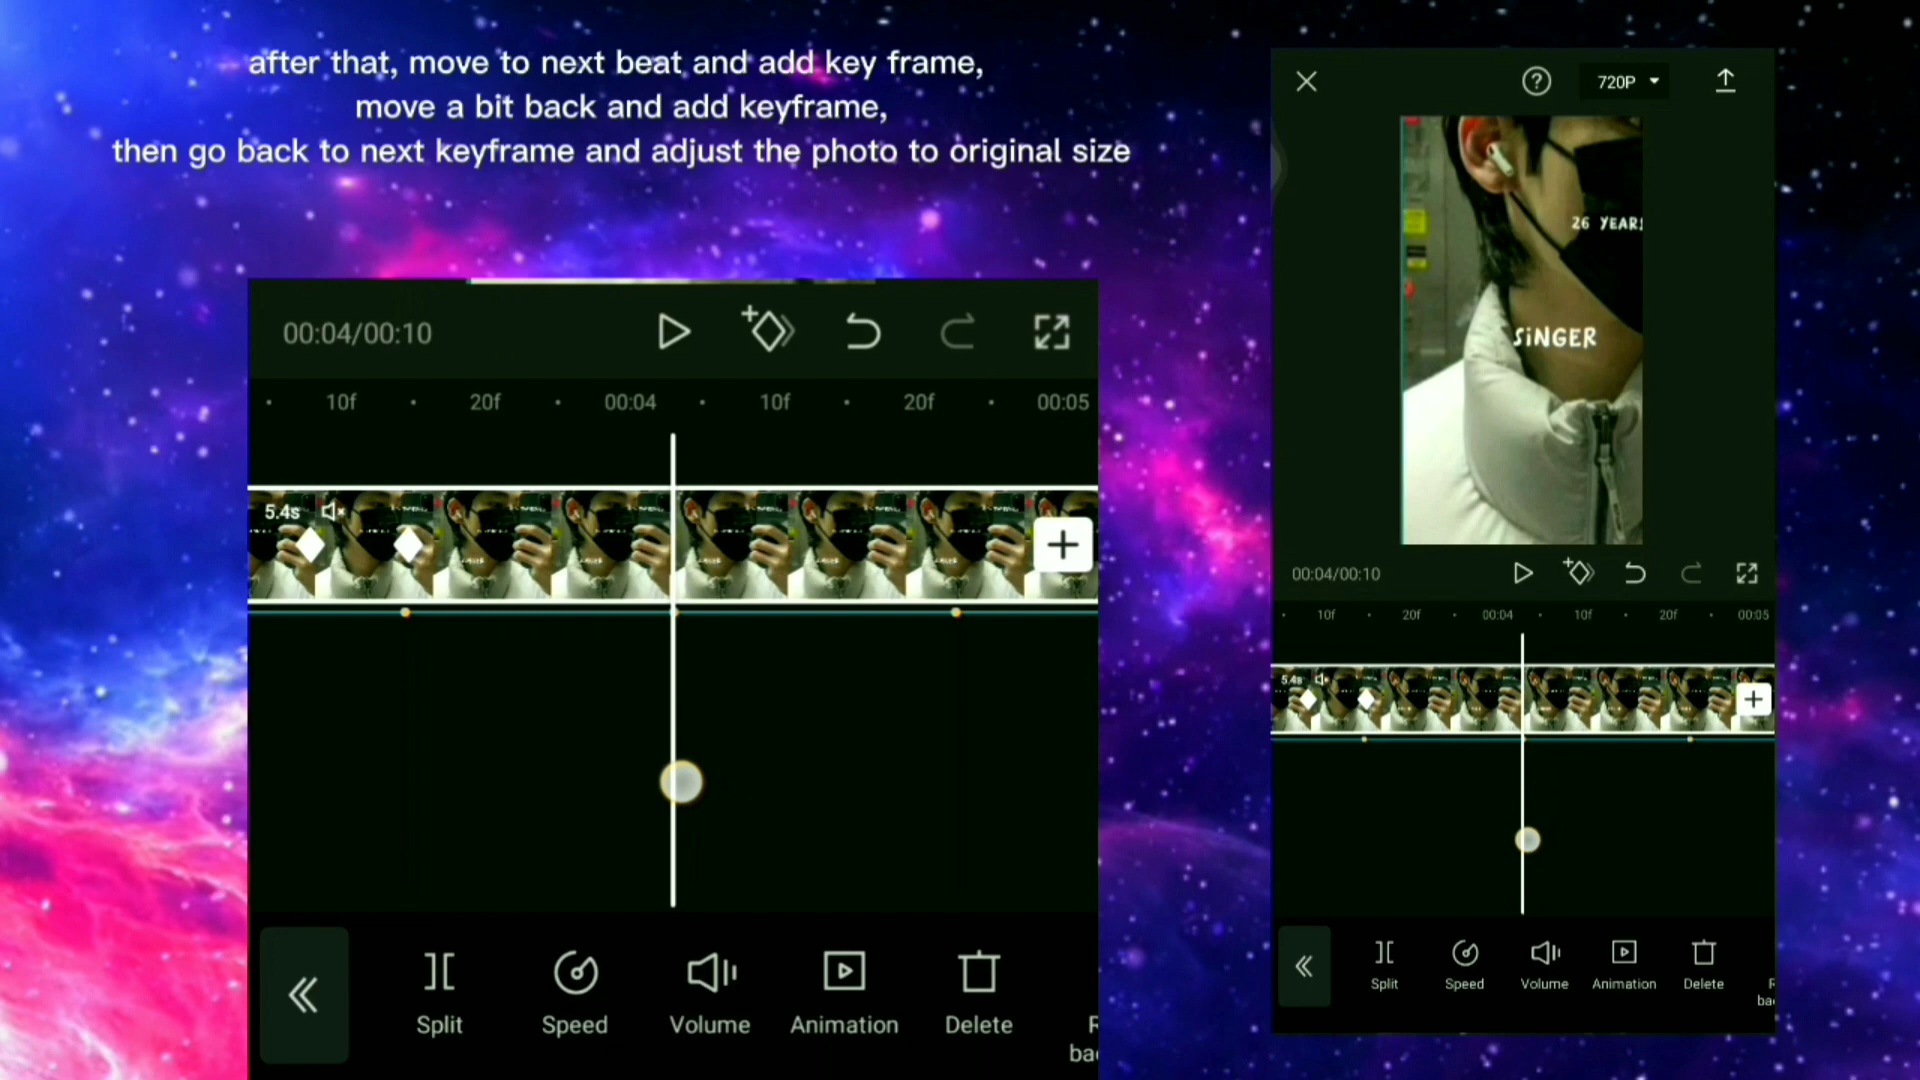 after that, move to next beat and add key frame,
move a bit back and add keyframe,
then go back to next keyframe and adjust the photo to original size
720P
26 YEARS
SiNGER
00:04/00:10
10f 20f 00:04 10f 20f 00:05
5.4s
Split Speed Volume Animation Delete
00:04/00:10
10f 20f 00:04 10f 20f 00:05
5.4s
Split Speed Volume Animation Delete